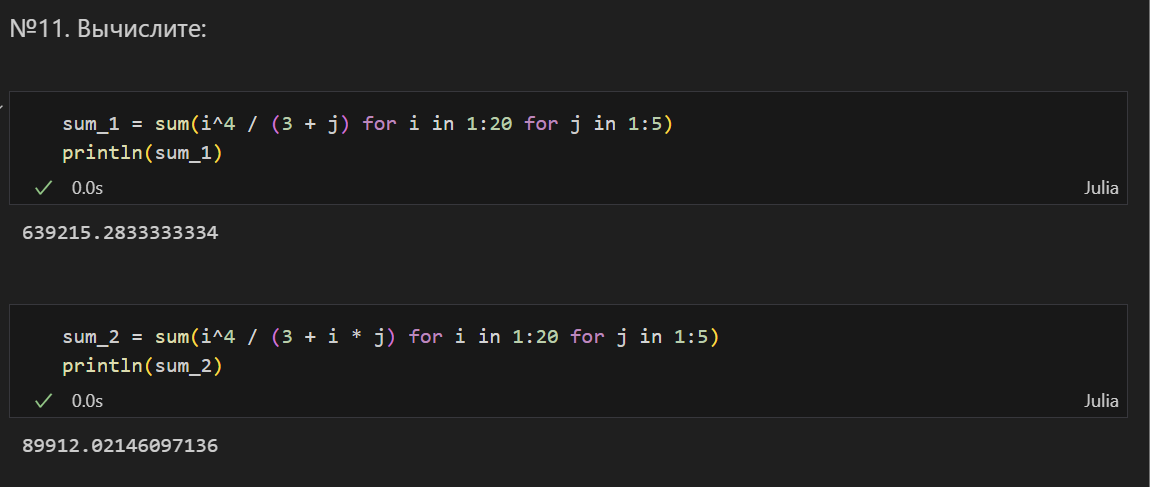 №11. Вычислите:
sum_1 = sum(i^4 / (3 + j) for i in 1:20 for j in 1:5)
println(sum_1)
0.0s
Julia
639215.2833333334
sum_2 = sum(i^4 / (3 + i * j) for i in 1:20 for j in 1:5)
println(sum_2)
0.0s
Julia
89912.02146097136